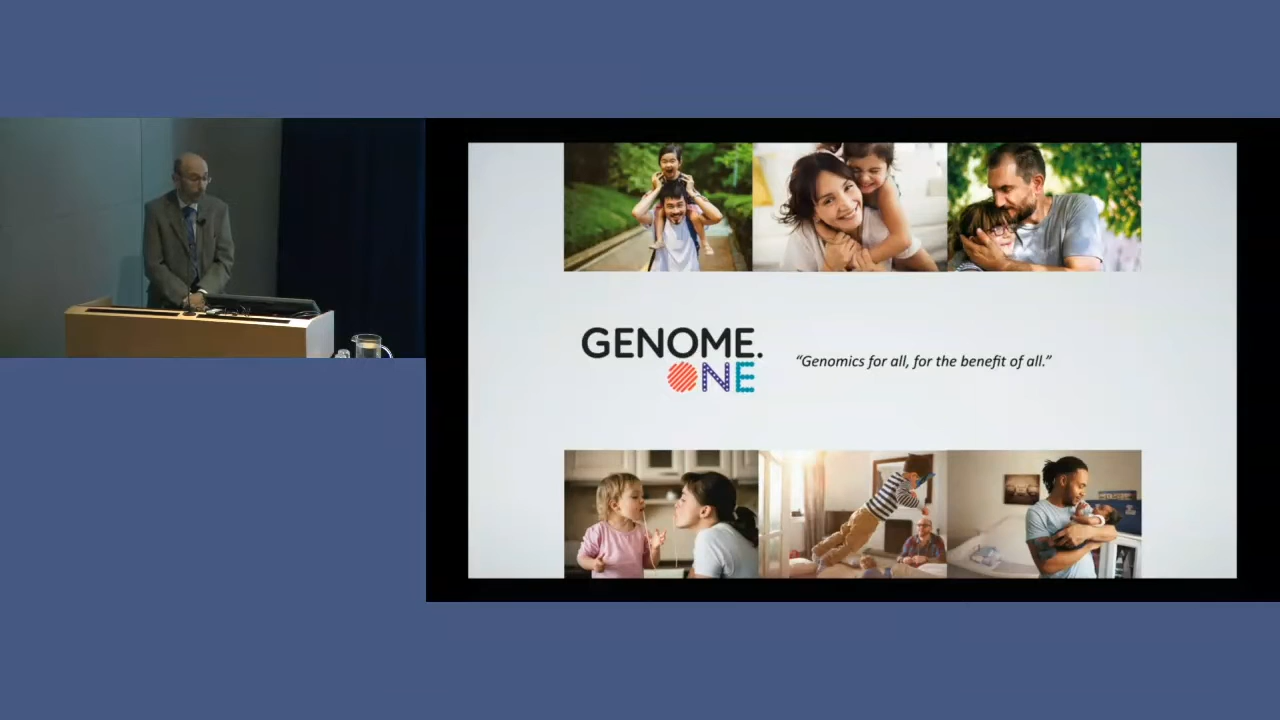 GENOME.
ONE
“Genomics for all, for the benefit of all.”